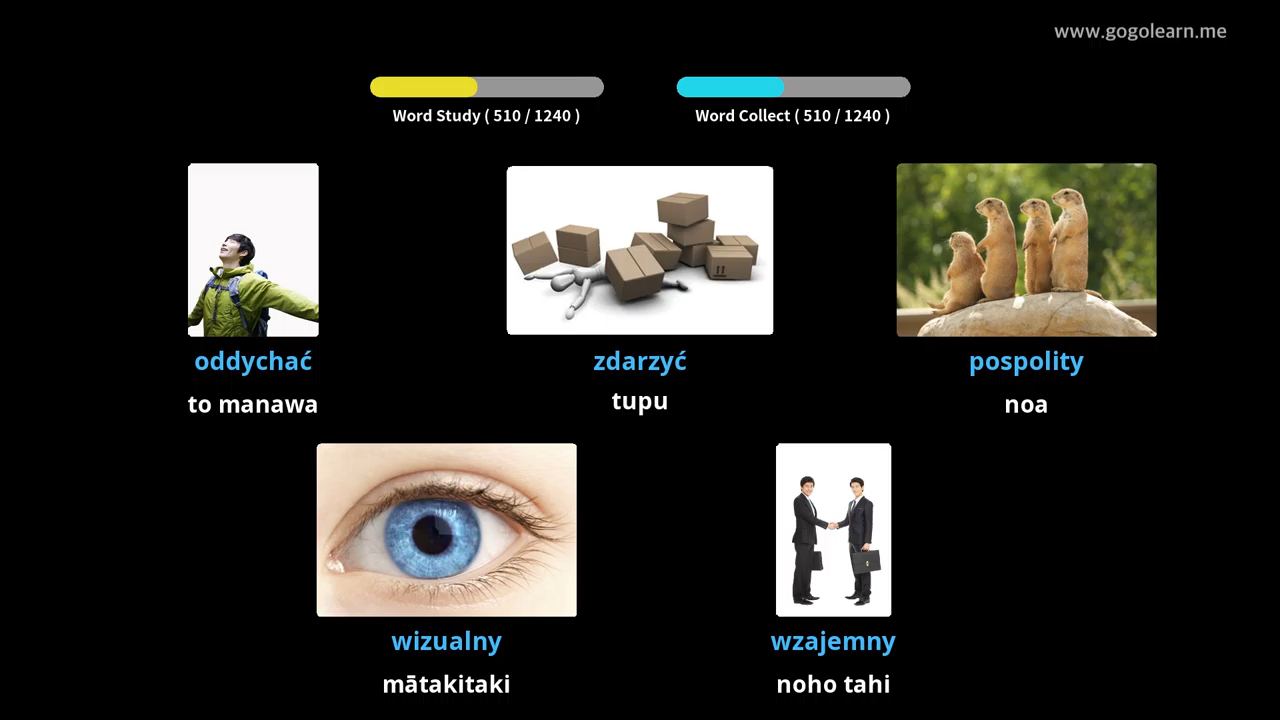 www.gogolearn.me
Word Study ( 510 / 1240 )
Word Collect ( 510 / 1240 )
oddychać
zdarzyć
pospolity
to manawa
tupu
noa
wizualny
wzajemny
mātakitaki
noho tahi